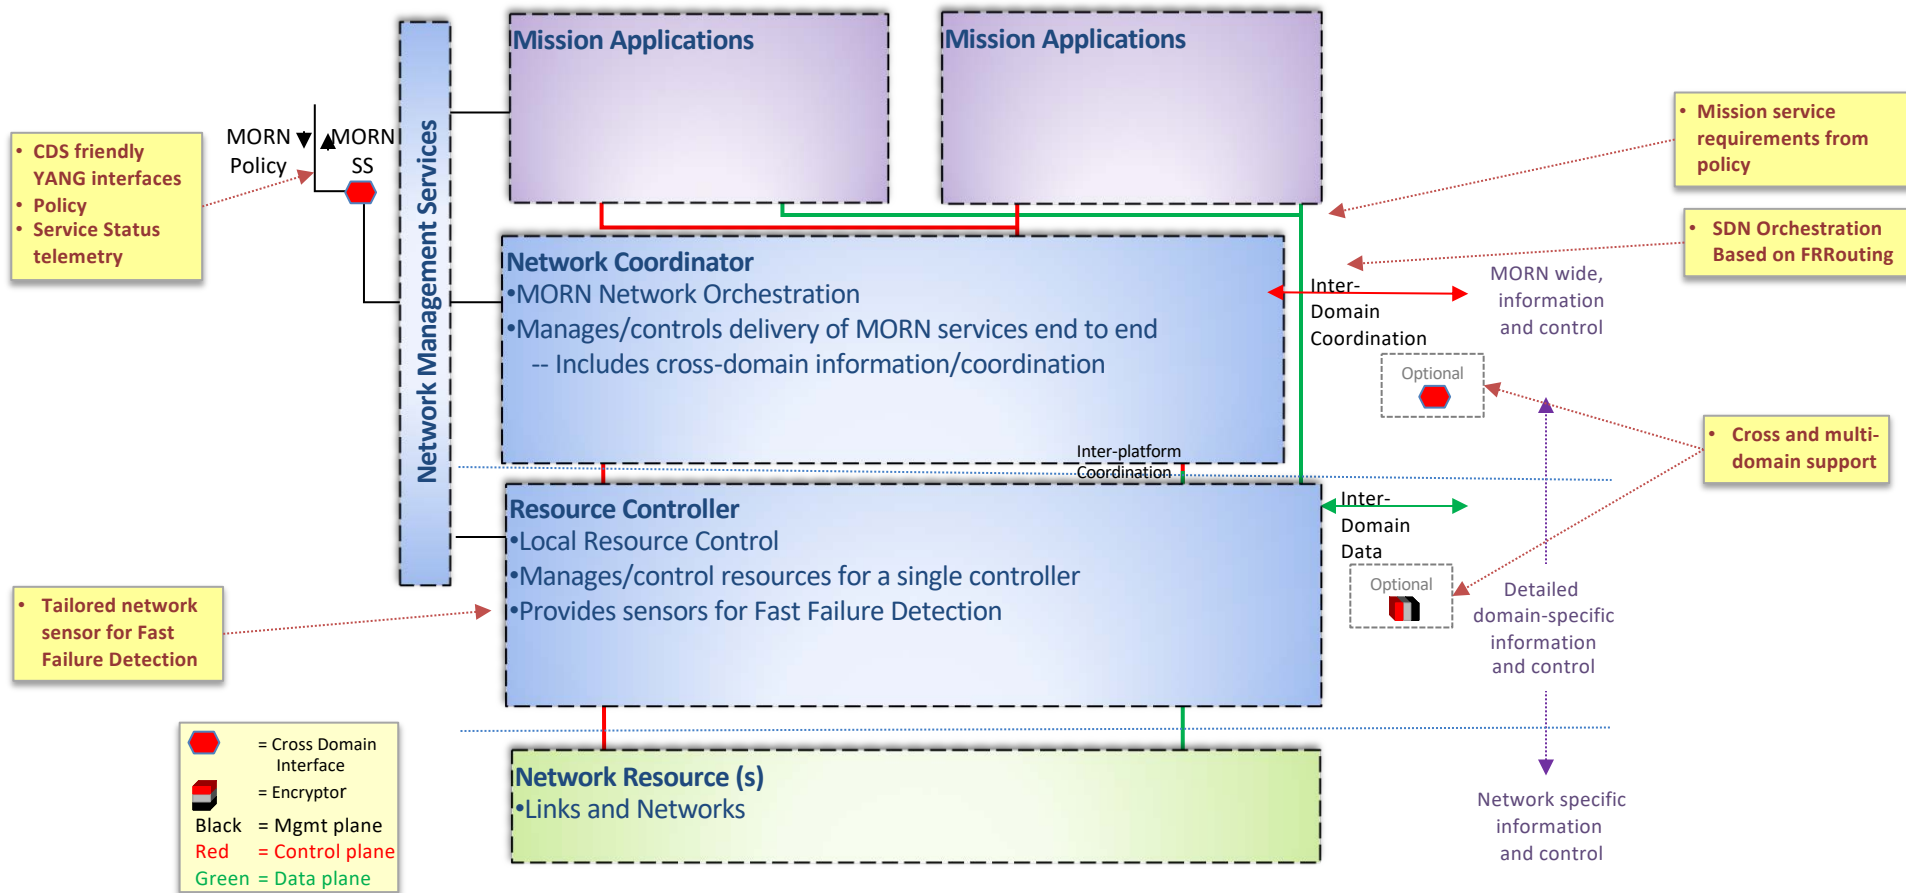 Mission Applications
Mission Applications
Network Management Services
MORN
Policy
MORN
SS
• CDS friendly
YANG interfaces
• Policy
• Service Status
telemetry
• Mission service
requirements from
policy
• SDN Orchestration
Based on FRRouting
Network Coordinator
•MORN Network Orchestration
•Manages/controls delivery of MORN services end to end
-- Includes cross-domain information/coordination
Inter-
Domain
Coordination
MORN wide,
information
and control
Optional
• Cross and multi-
domain support
Inter-platform
Coordination
Resource Controller
•Local Resource Control
•Manages/control resources for a single controller
•Provides sensors for Fast Failure Detection
Inter-
Domain
Data
Optional
Detailed
domain-specific
information
and control
• Tailored network
sensor for Fast
Failure Detection
Network Resource (s)
•Links and Networks
Network specific
information
and control
= Cross Domain
Interface
= Encryptor
Black = Mgmt plane
Red = Control plane
Green = Data plane